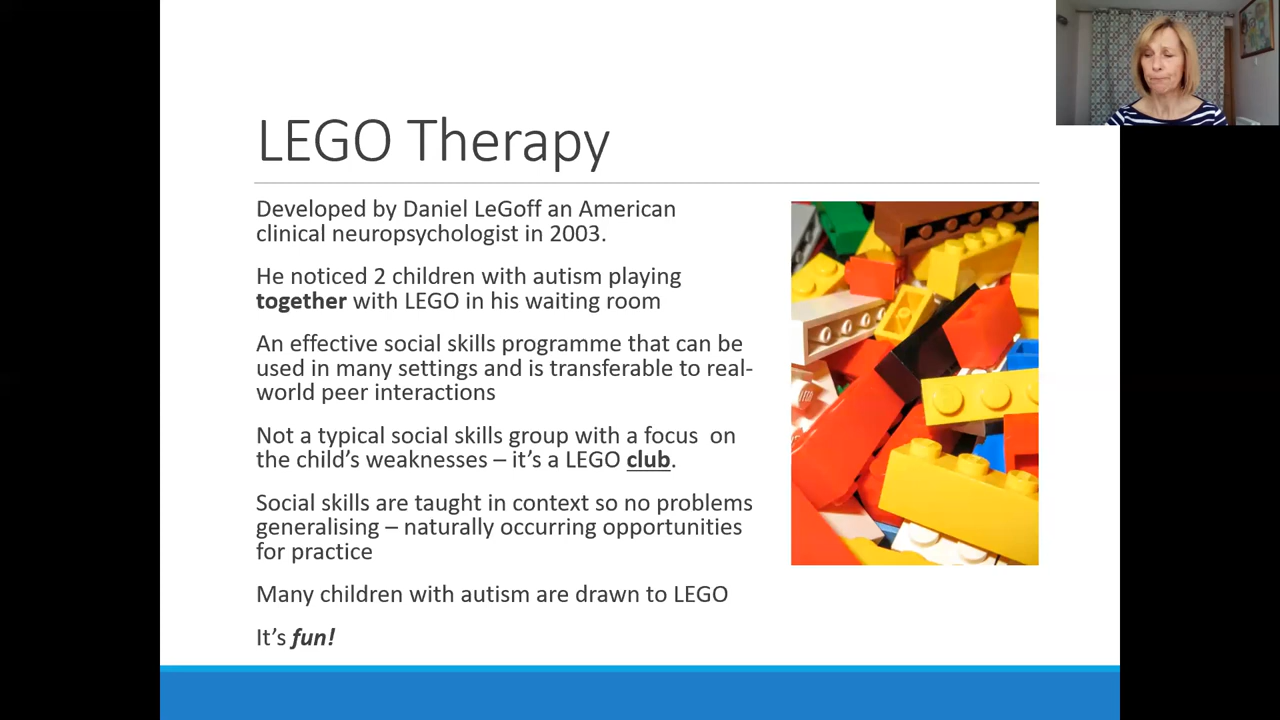 LEGO Therapy
Developed by Daniel LeGoff an American
clinical neuropsychologist in 2003.
He noticed 2 children with autism playing
together with LEGO in his waiting room
An effective social skills programme that can be
used in many settings and is transferable to real-
world peer interactions
Not a typical social skills group with a focus  on
the child’s weaknesses – it’s a LEGO club.
Social skills are taught in context so no problems
generalising – naturally occurring opportunities
for practice
Many children with autism are drawn to LEGO
It’s fun!